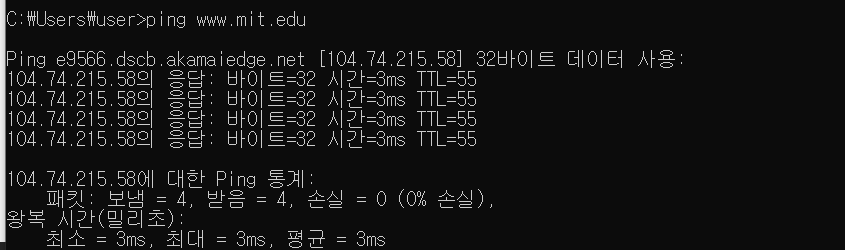 C:₩Users₩user>ping www.mit.edu
Ping e9566.dscb.akamaiedge.net [104.74.215.58] 32바이트 데이터 사용:
104.74.215.58의 응답: 바이트=32 시간=3ms TTL=55
104.74.215.58의 응답: 바이트=32 시간=3ms TTL=55
104.74.215.58의 응답: 바이트=32 시간=3ms TTL=55
104.74.215.58의 응답: 바이트=32 시간=3ms TTL=55
104.74.215.58에 대한 Ping 통계:
패킷: 보냄 = 4, 받음 = 4, 손실 = 0 (0% 손실),
왕복 시간(밀리초):
최소 = 3ms, 최대 = 3ms, 평균 = 3ms